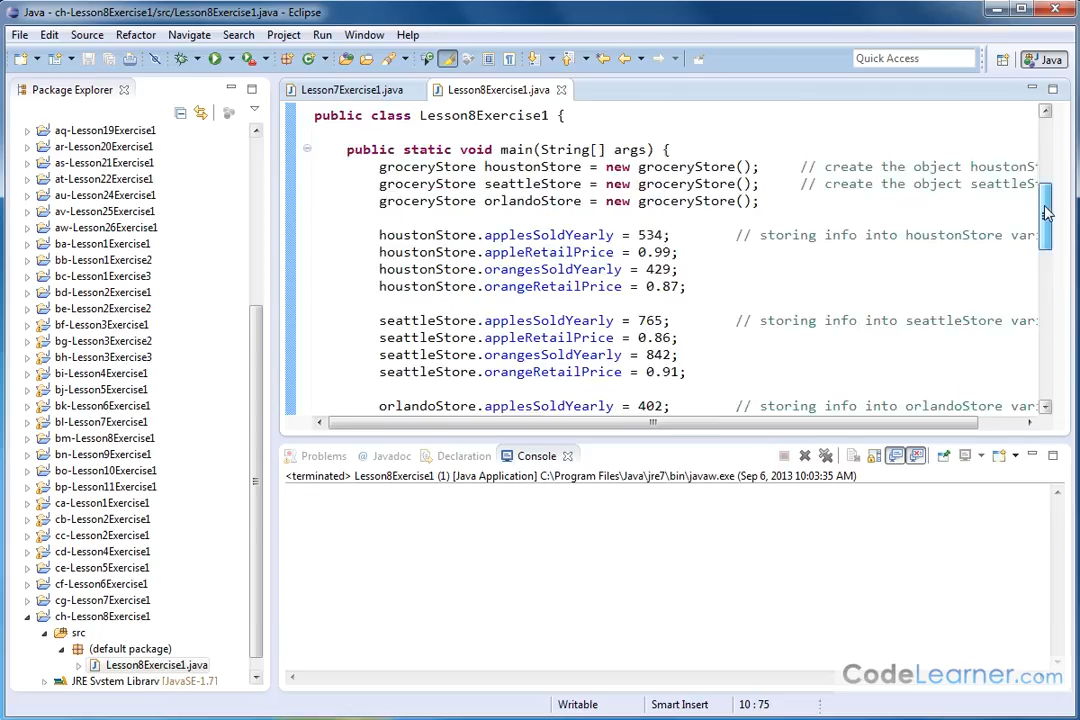 Java - ch-Lesson8Exercise1/src/Lesson8Exercise1.java - Eclipse
File Edit Source Refactor Navigate Search Project Run Window Help
Quick Access
Java
Package Explorer
Lesson7Exercise1.java
Lesson8Exercise1.java
aq-Lesson19Exercise1
ar-Lesson20Exercise1
as-Lesson21Exercise1
at-Lesson22Exercise1
au-Lesson24Exercise1
av-Lesson25Exercise1
aw-Lesson26Exercise1
ba-Lesson1Exercise1
bb-Lesson1Exercise2
bc-Lesson1Exercise3
bd-Lesson2Exercise1
be-Lesson2Exercise2
bf-Lesson3Exercise1
bg-Lesson3Exercise2
bh-Lesson3Exercise3
bi-Lesson4Exercise1
bj-Lesson5Exercise1
bk-Lesson6Exercise1
bl-Lesson7Exercise1
bm-Lesson8Exercise1
bn-Lesson9Exercise1
bo-Lesson10Exercise1
bp-Lesson11Exercise1
ca-Lesson1Exercise1
cb-Lesson2Exercise1
cc-Lesson2Exercise1
cd-Lesson4Exercise1
ce-Lesson5Exercise1
cf-Lesson6Exercise1
cg-Lesson7Exercise1
ch-Lesson8Exercise1
src
(default package)
Lesson8Exercise1.java
JRE System Library [JavaSE-1.7]
public class Lesson8Exercise1 {
public static void main(String[] args) {
groceryStore houstonStore = new groceryStore(); // create the object houstonS
groceryStore seattleStore = new groceryStore(); // create the object seattleS
groceryStore orlandoStore = new groceryStore();
houstonStore.applesSoldYearly = 534; // storing info into houstonStore vari
houstonStore.appleRetailPrice = 0.99;
houstonStore.orangesSoldYearly = 429;
houstonStore.orangeRetailPrice = 0.87;
seattleStore.applesSoldYearly = 765; // storing info into seattleStore vari
seattleStore.appleRetailPrice = 0.86;
seattleStore.orangesSoldYearly = 842;
seattleStore.orangeRetailPrice = 0.91;
orlandoStore.applesSoldYearly = 402; // storing info into orlandoStore vari
Problems @ Javadoc Declaration Console
<terminated> Lesson8Exercise1 (1) [Java Application] C:\Program Files\Java\jre7\bin\javaw.exe (Sep 6, 2013 10:03:35 AM)
CodeLearner.com
Writable Smart Insert 10 : 75